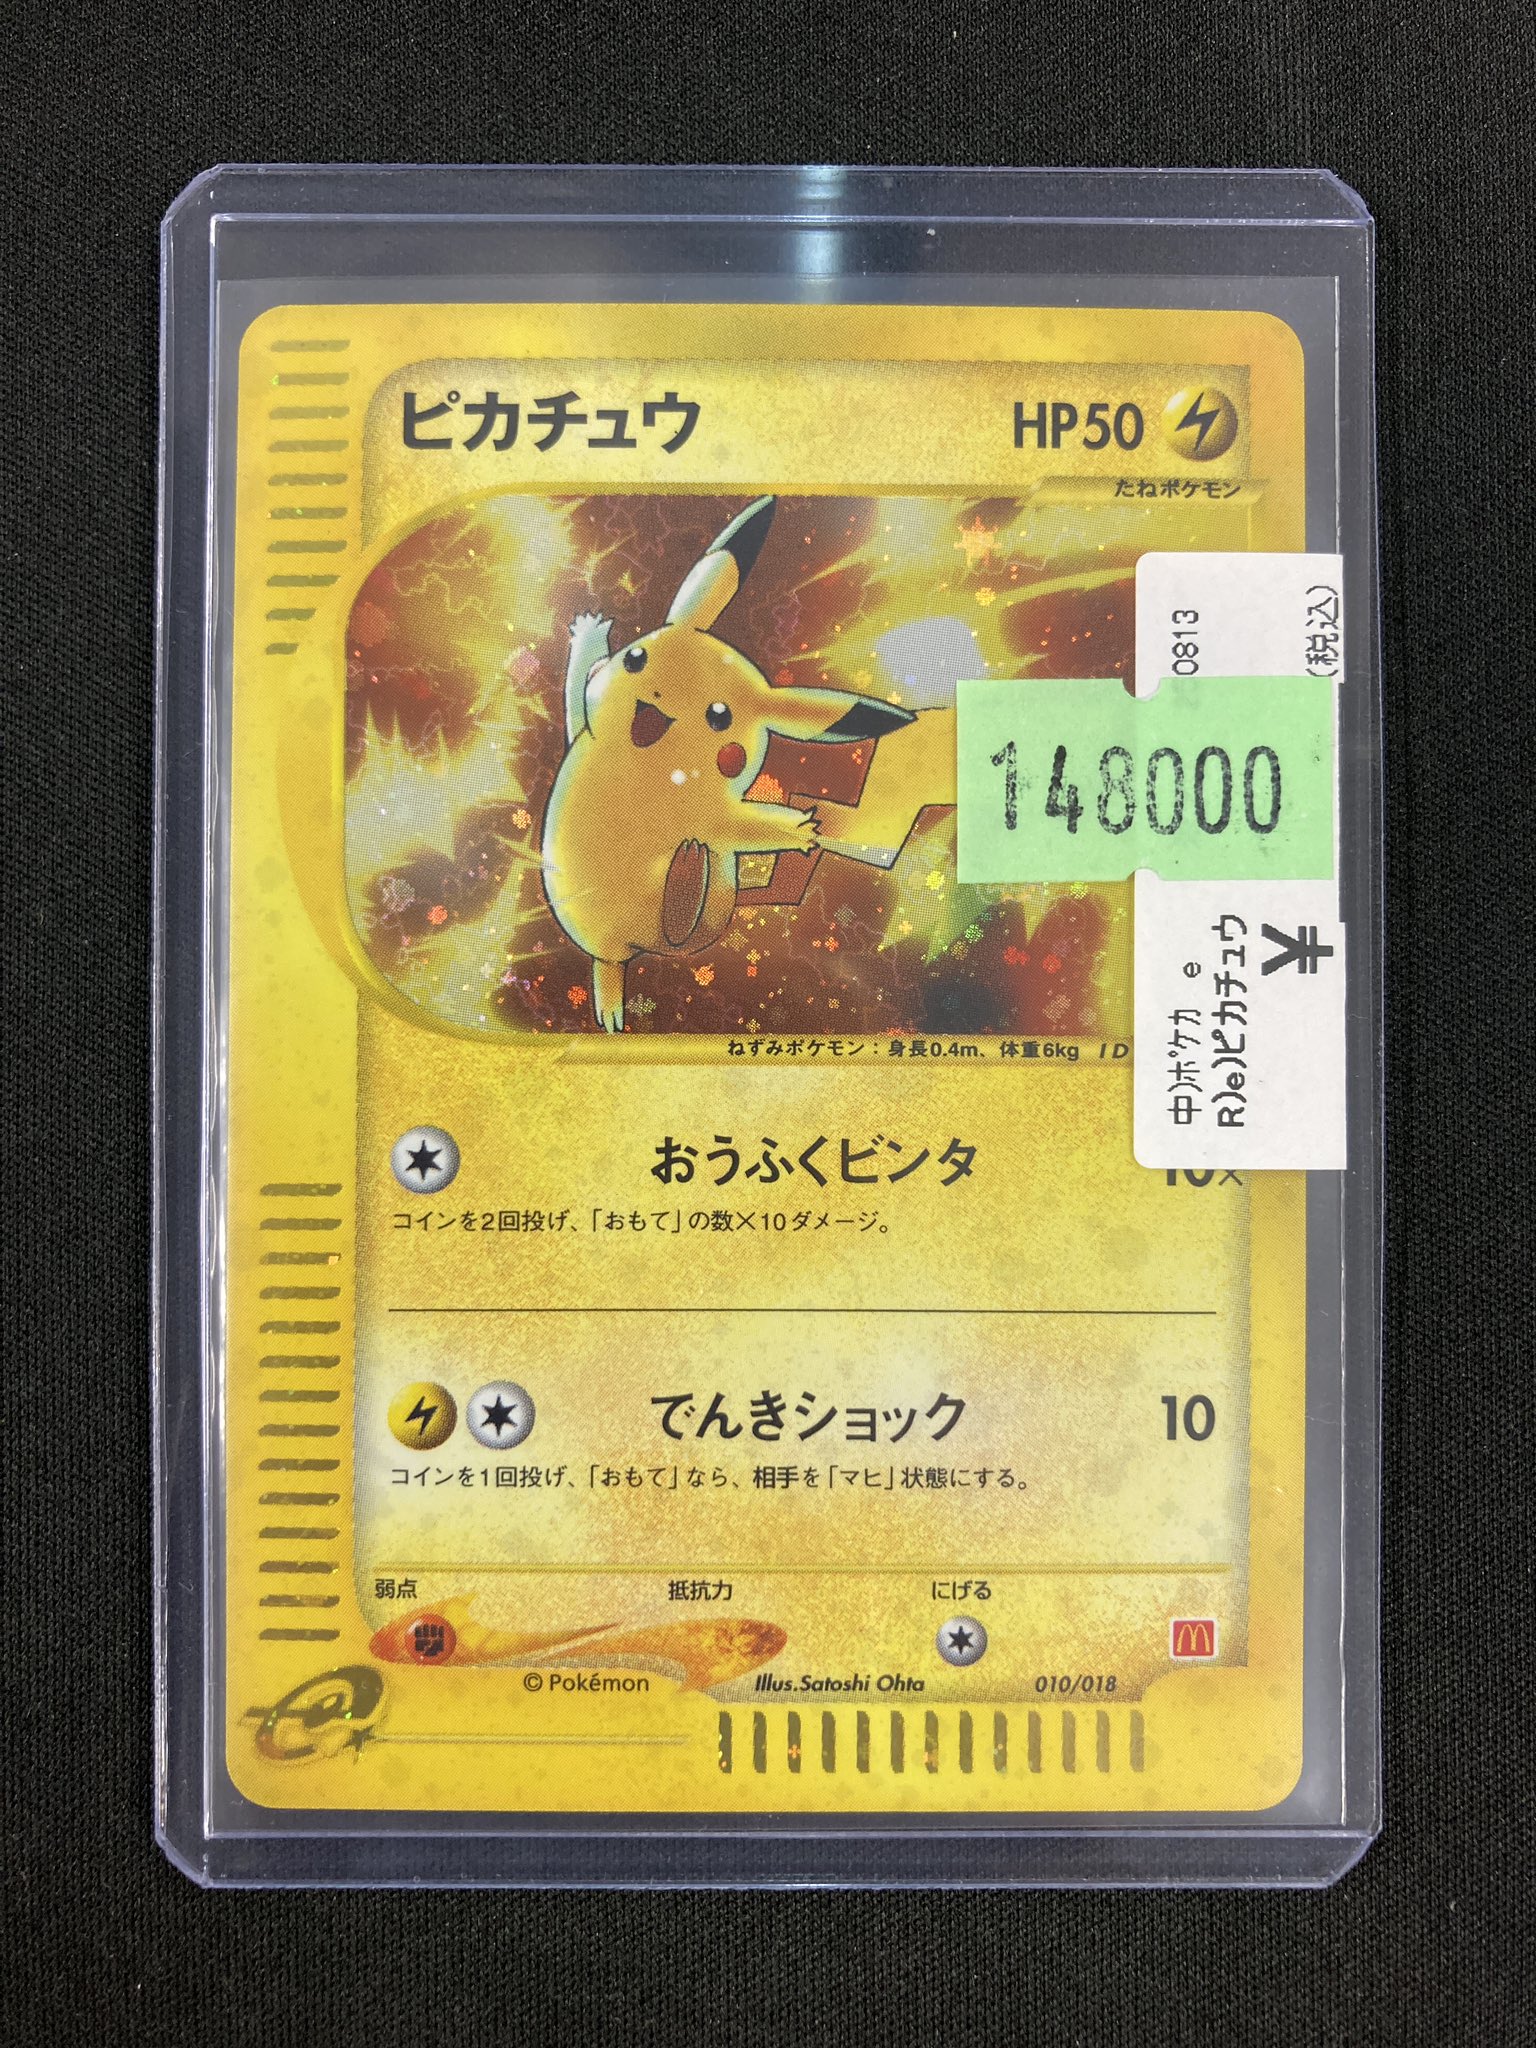 ピカチュウ
HP50
たねポケモン
0813
(税込)
148000
¥
中)ポケカ e
R)e)ピカチュウ
ねずみポケモン：身長0.4m、体重6kg ID
おうふくビンタ
10×
コインを2回投げ、「おもて」の数×10ダメージ。
でんきショック
10
コインを1回投げ、「おもて」なら、相手を「マヒ」状態にする。
弱点
抵抗力
にげる
© Pokémon
Illus.Satoshi Ohta
010/018